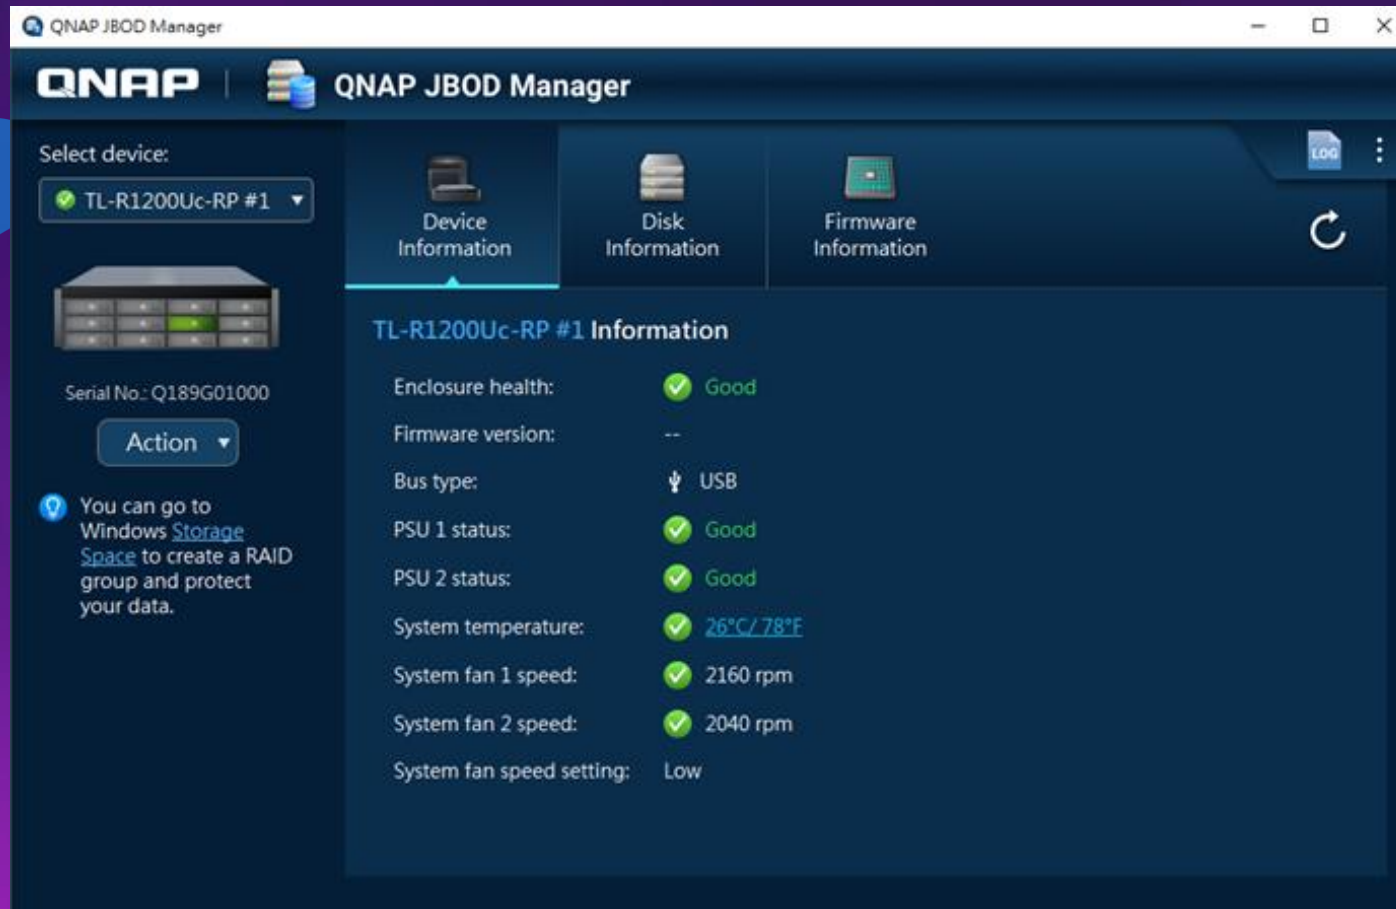 QNAP JBOD Manager
QNAP
QNAP JBOD Manager
Select device:
TL-R1200Uc-RP #1
Serial No.: Q189G01000
Action
You can go to
Windows Storage
Space to create a RAID
group and protect
your data.
Device
Information
Disk
Information
Firmware
Information
LOG
TL-R1200Uc-RP #1 Information
Enclosure health: Good
Firmware version: --
Bus type: USB
PSU 1 status: Good
PSU 2 status: Good
System temperature: 26°C/ 78°F
System fan 1 speed: 2160 rpm
System fan 2 speed: 2040 rpm
System fan speed setting: Low